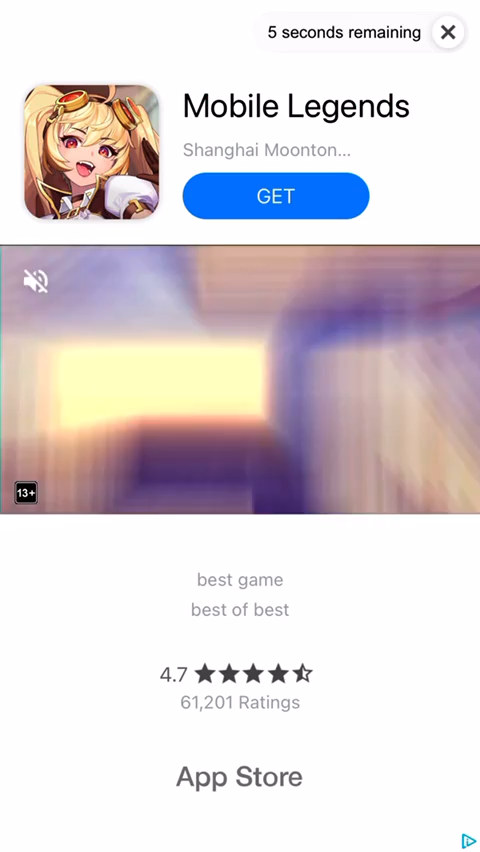 5 seconds remaining
Mobile Legends
Shanghai Moonton...
GET
13+
best game
best of best
4.7
61,201 Ratings
App Store